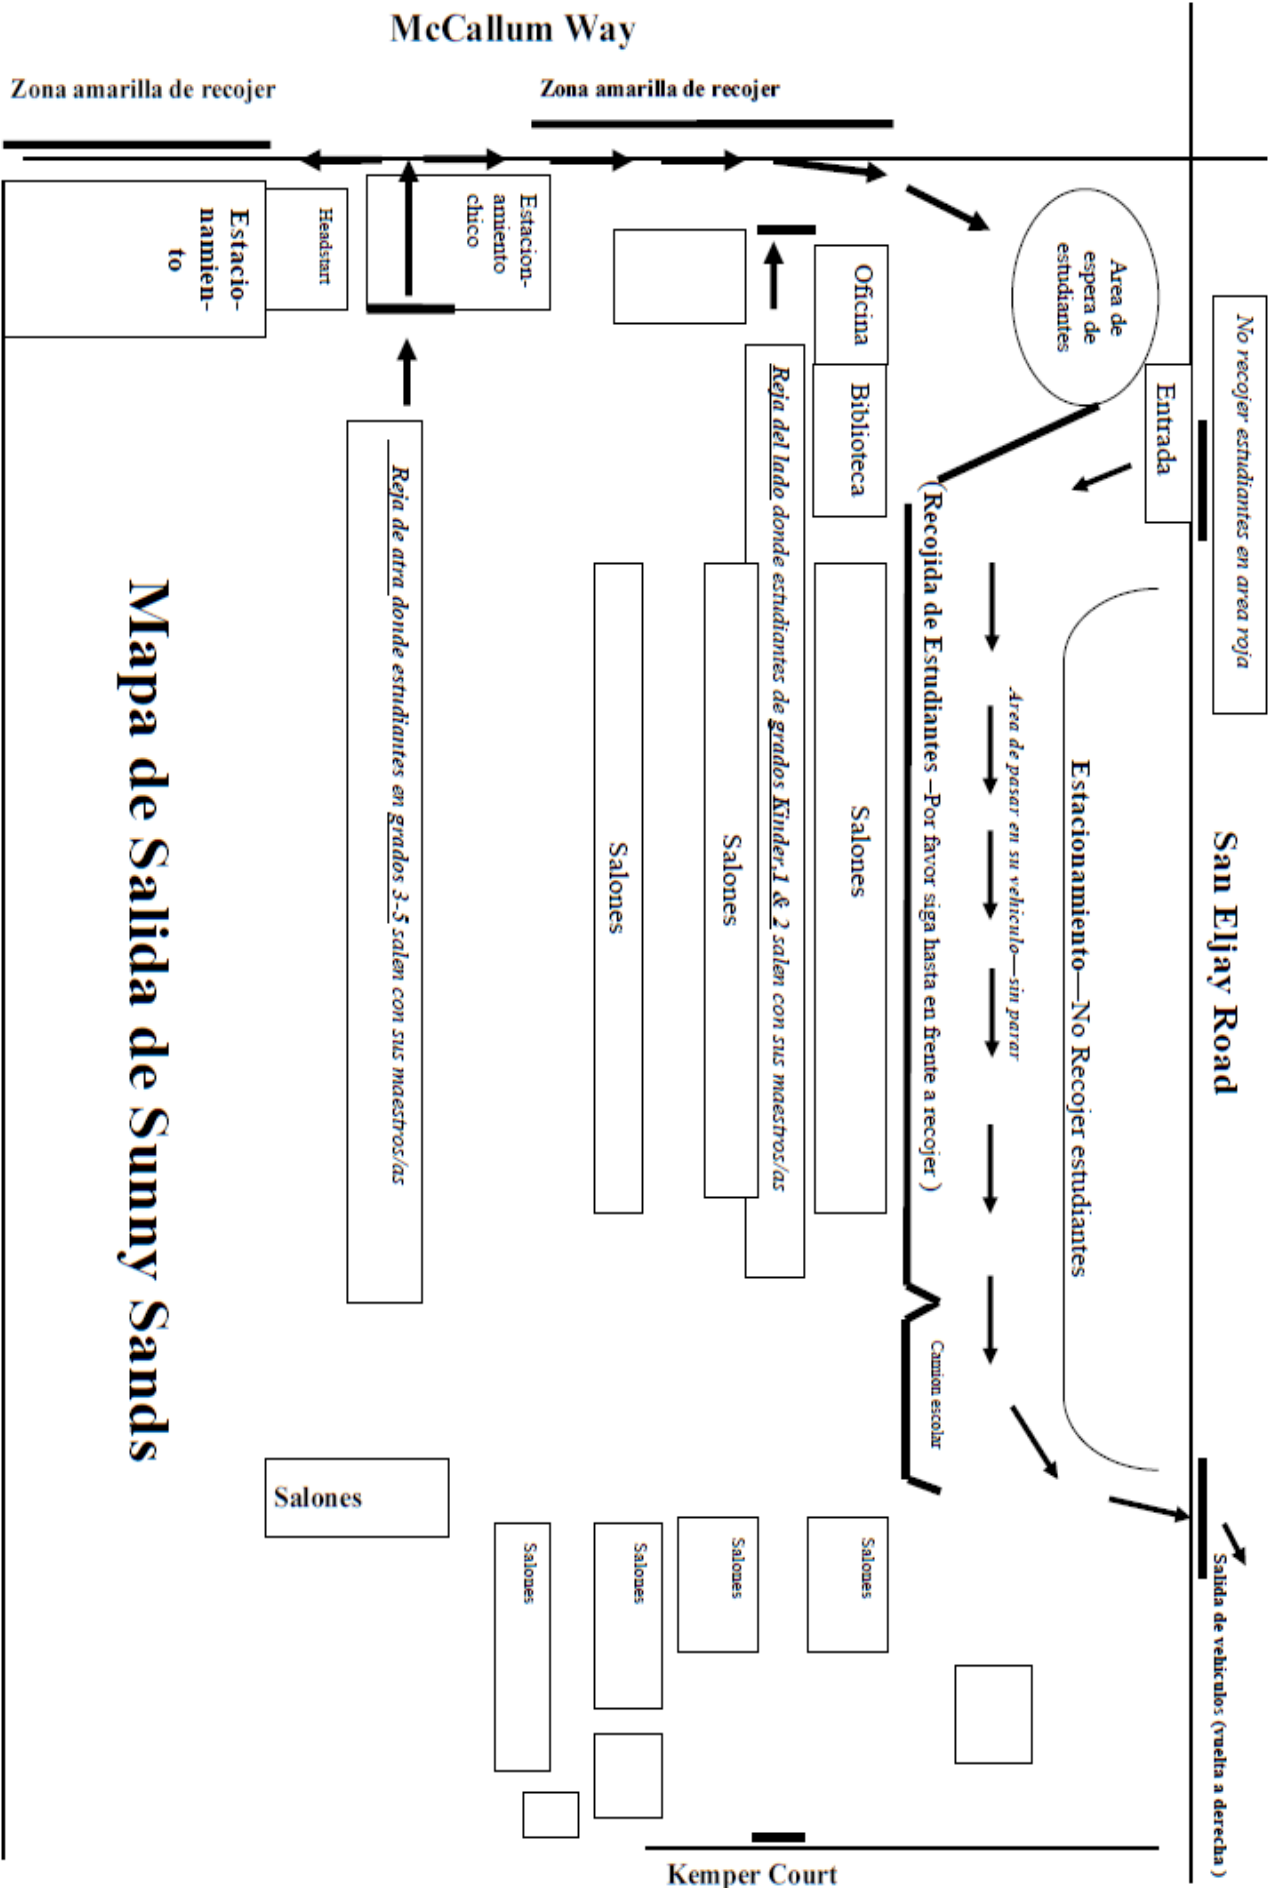 McCallum Way
Zona amarilla de recojer
Zona amarilla de recojer
No recojer estudiantes en area roja
San Eljay Road
Salida de vehiculos (vuelta a derecha )
Entrada
Area de
espera de
estudiantes
Estacionamiento—No Recojer estudiantes
Area de pasar en su vehiculo—sin parar
(Recojida de Estudiantes –Por favor siga hasta en frente a recojer )
Camion escolar
Oficina
Biblioteca
Salones
Salones
Reja del lado donde estudiantes de grados Kinder,1 & 2 salen con sus maestros/as
Salones
Salones
Salones
Salones
Estacion-
amiento
chico
Salones
Reja de atra donde estudiantes en grados 3-5 salen con sus maestros/as
Headstart
Salones
Estacio-
namien-
to
Mapa de Salida de Sunny Sands
Kemper Court